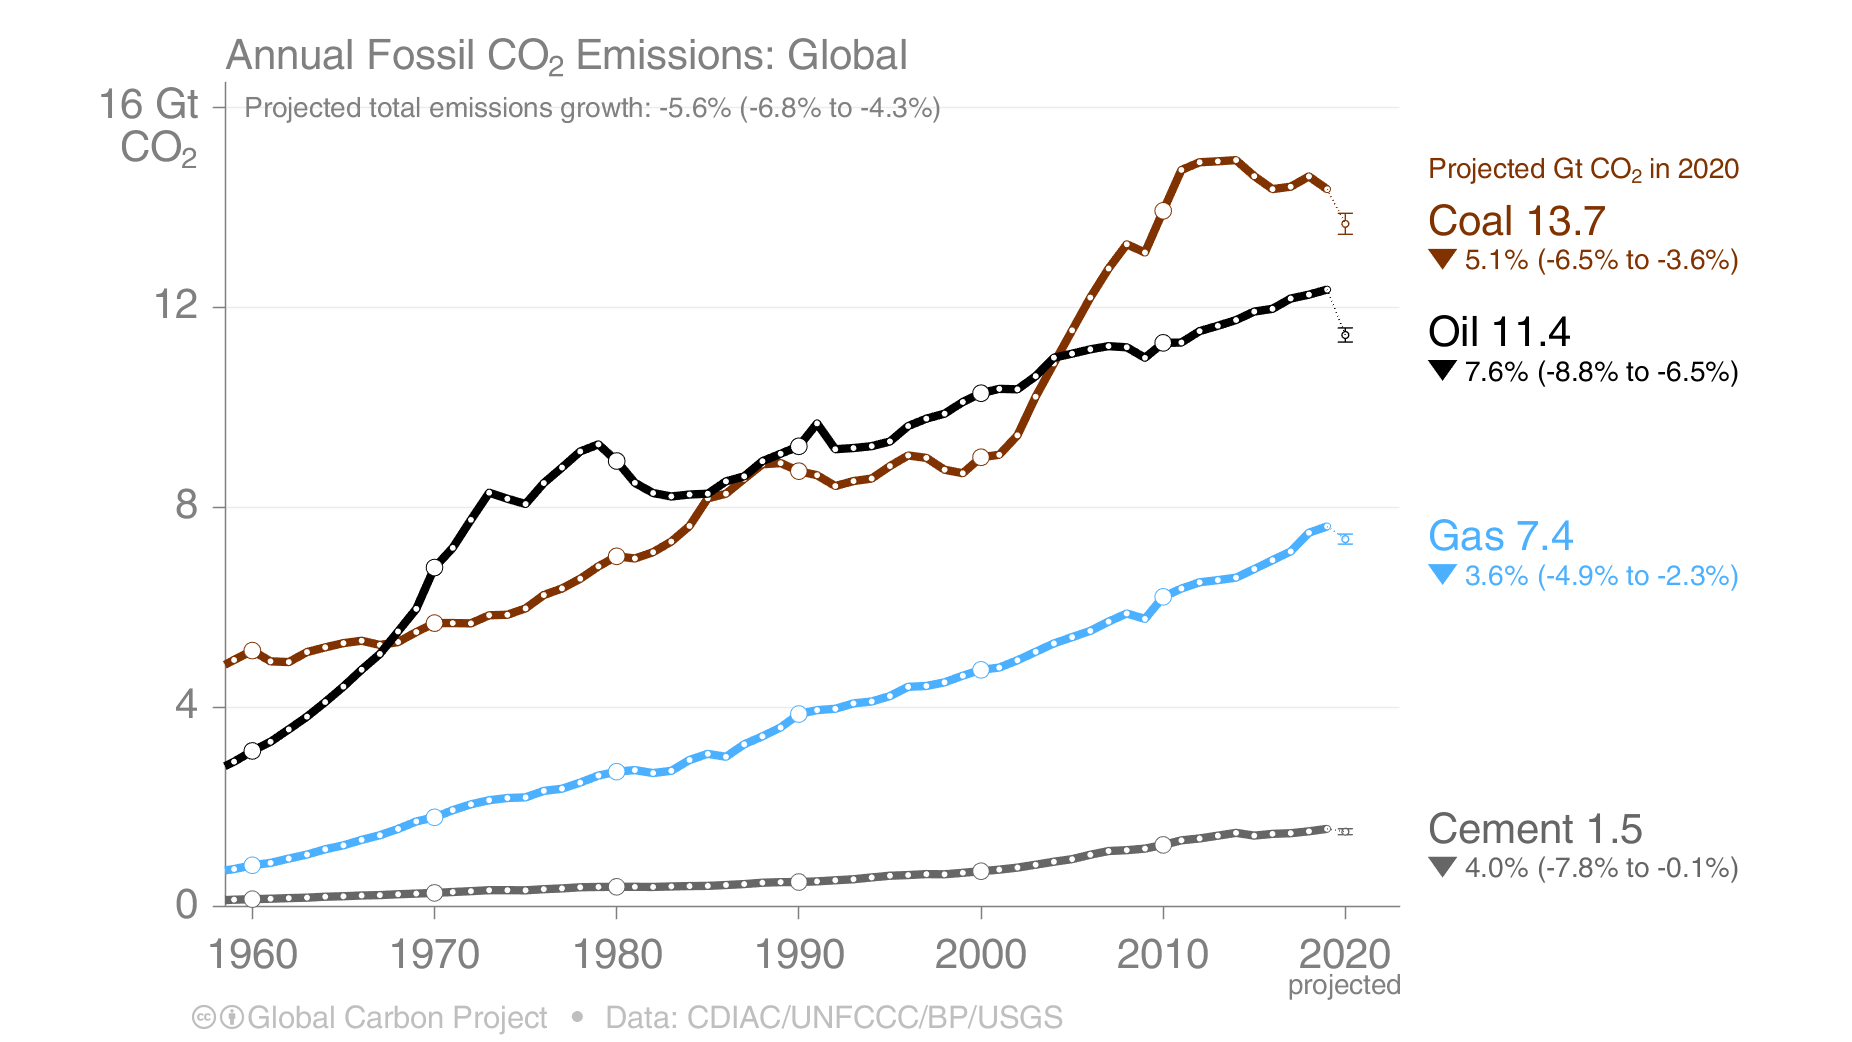 Annual Fossil CO₂ Emissions: Global
16 Gt
CO₂
Projected total emissions growth: -5.6% (-6.8% to -4.3%)
12
8
4
0
Projected Gt CO₂ in 2020
Coal 13.7
▼ 5.1% (-6.5% to -3.6%)
Oil 11.4
▼ 7.6% (-8.8% to -6.5%)
Gas 7.4
▼ 3.6% (-4.9% to -2.3%)
Cement 1.5
▼ 4.0% (-7.8% to -0.1%)
1960 1970 1980 1990 2000 2010 2020
projected
cc Global Carbon Project • Data: CDIAC/UNFCCC/BP/USGS